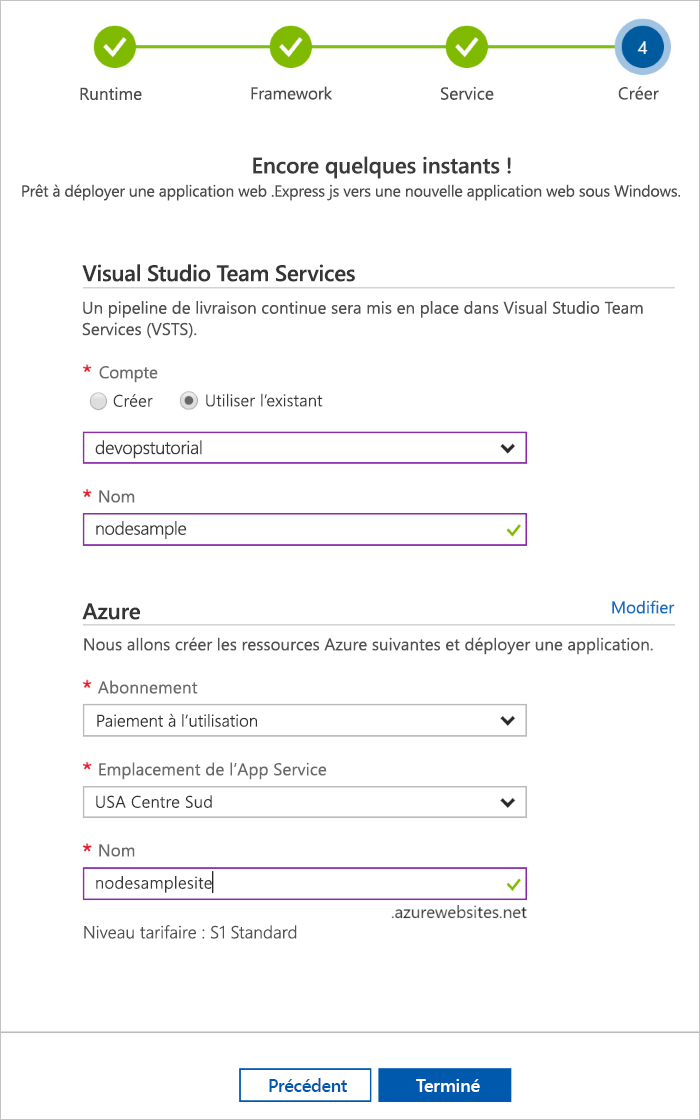 4
Runtime Framework Service Créer
Encore quelques instants !
Prêt à déployer une application web .Express js vers une nouvelle application web sous Windows.
Visual Studio Team Services
Un pipeline de livraison continue sera mis en place dans Visual Studio Team
Services (VSTS).
* Compte
Créer Utiliser l’existant
devopstutorial
* Nom
nodesample
Azure Modifier
Nous allons créer les ressources Azure suivantes et déployer une application.
* Abonnement
Paiement à l’utilisation
* Emplacement de l’App Service
USA Centre Sud
* Nom
nodesamplesite
.azurewebsites.net
Niveau tarifaire : S1 Standard
Précédent Terminé